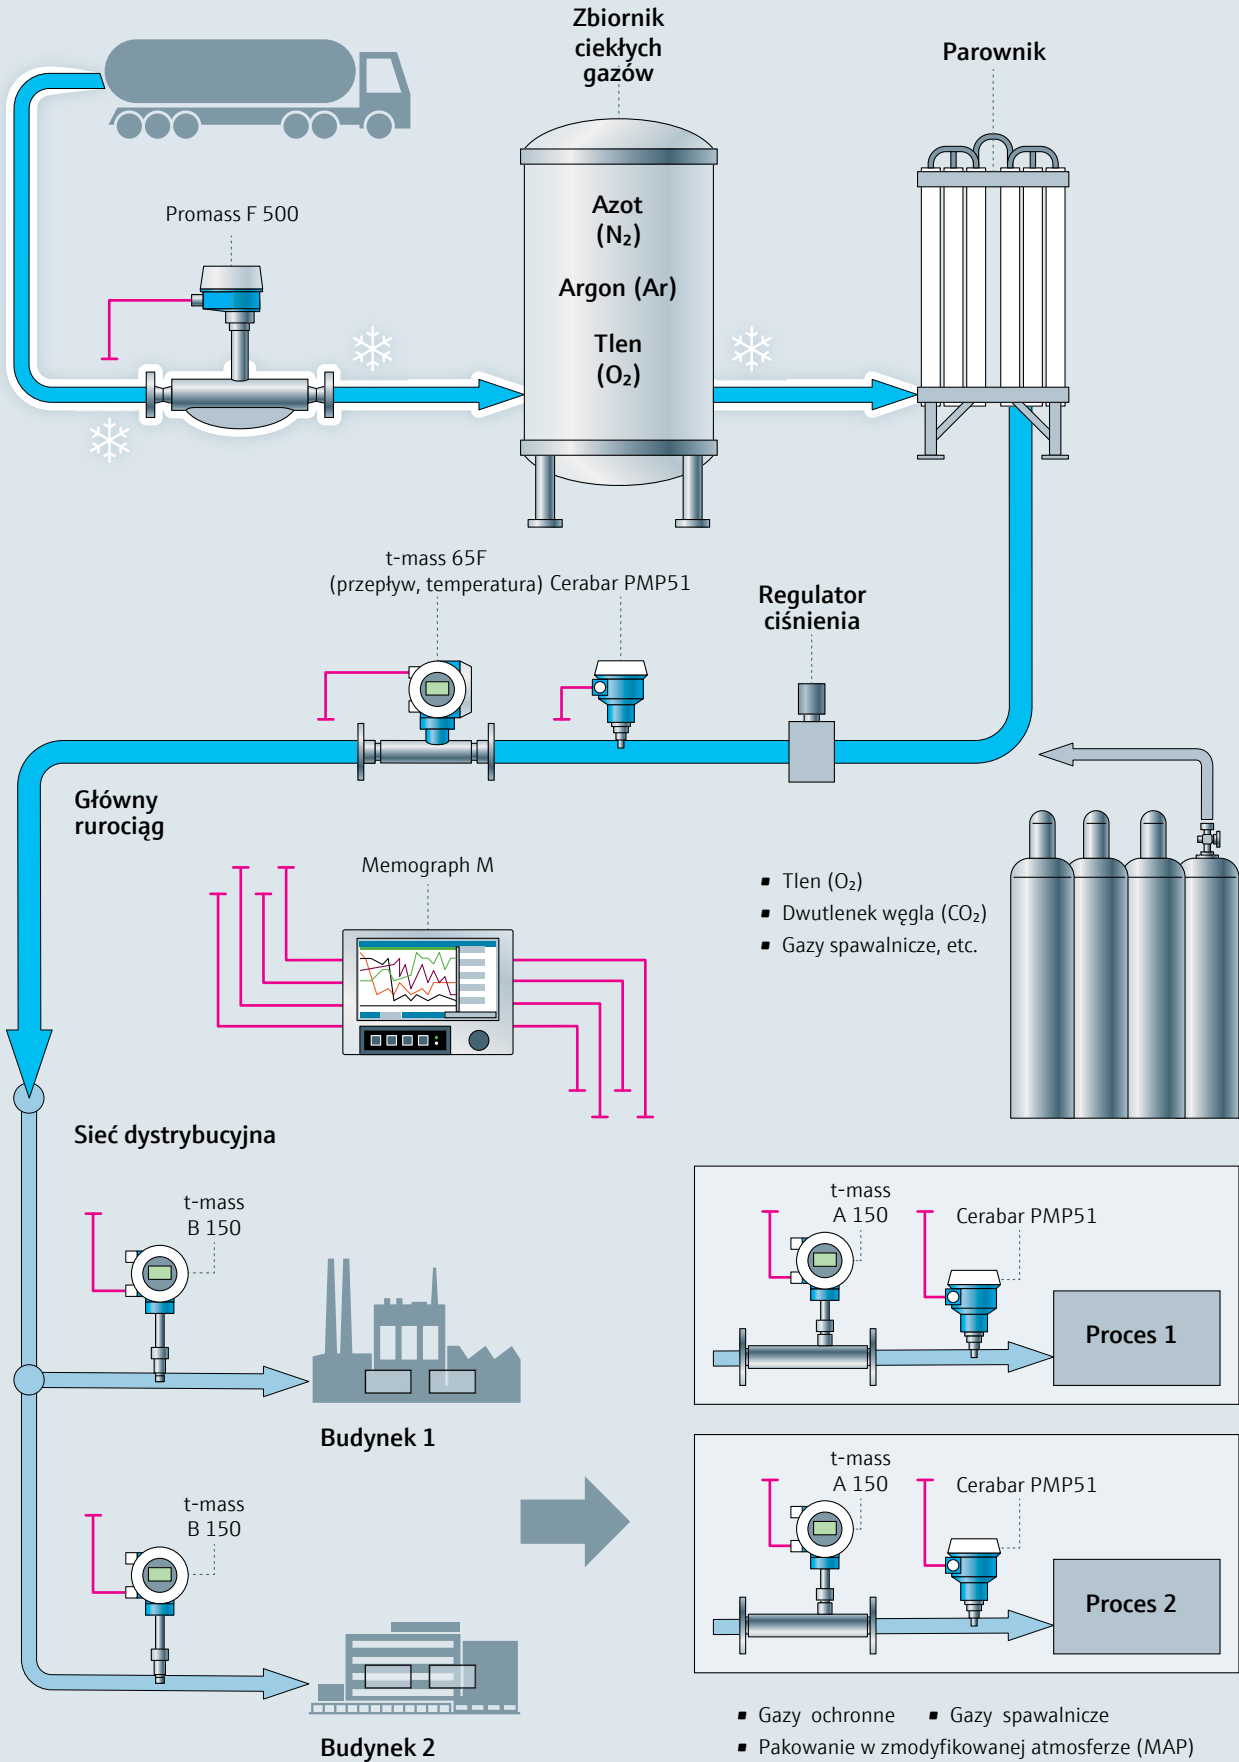 Zbiornik
ciekłych
gazów
Parownik
Promass F 500
Azot
(N₂)
Argon (Ar)
Tlen
(O₂)
t-mass 65F
(przepływ, temperatura)
Cerabar PMP51
Regulator
ciśnienia
Główny
rurociąg
Memograph M
▪ Tlen (O₂)
▪ Dwutlenek węgla (CO₂)
▪ Gazy spawalnicze, etc.
Sieć dystrybucyjna
t-mass
B 150
Budynek 1
t-mass
B 150
Budynek 2
t-mass
A 150
Cerabar PMP51
Proces 1
t-mass
A 150
Cerabar PMP51
Proces 2
▪ Gazy ochronne ▪ Gazy spawalnicze
▪ Pakowanie w zmodyfikowanej atmosferze (MAP)